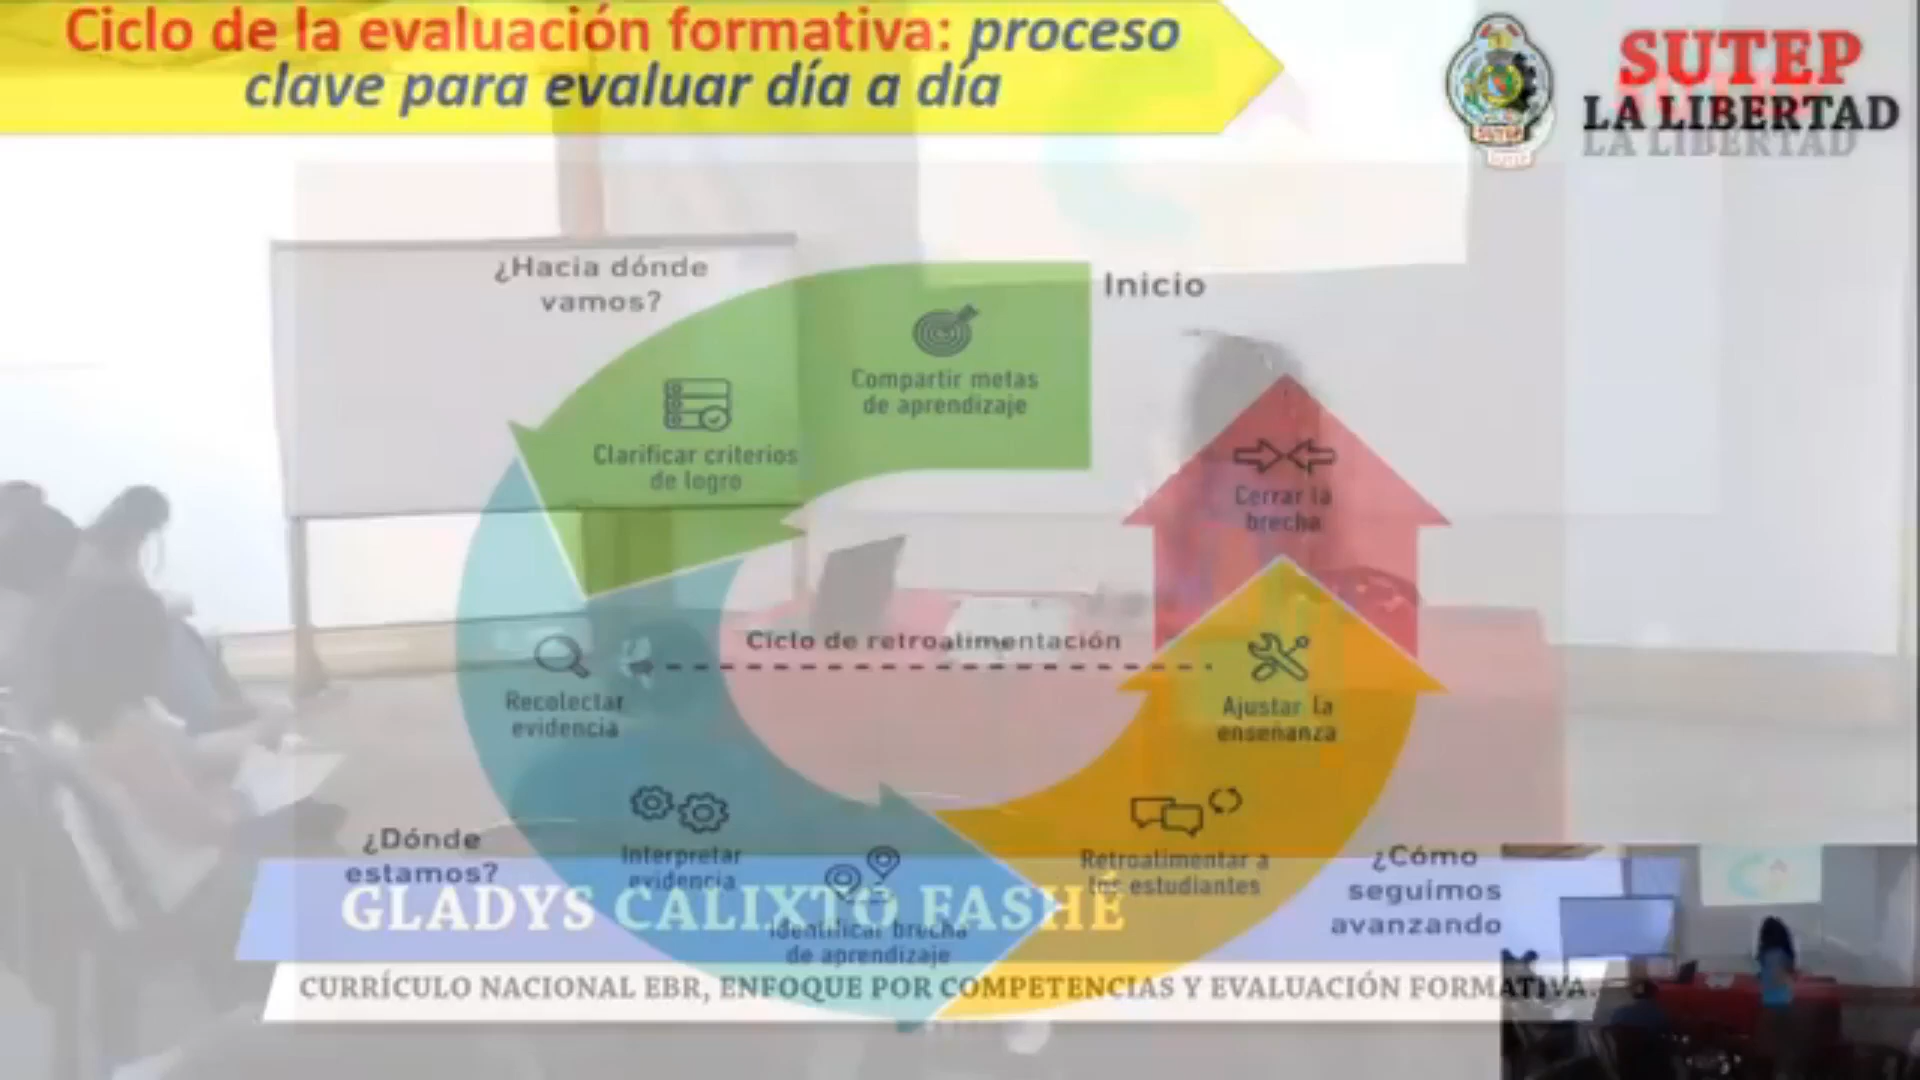 Ciclo de la evaluación formativa: proceso
clave para evaluar día a día
SUTEP
LA LIBERTAD
LA LIBERTAD
SUTEP
¿Hacia dónde
vamos?
Inicio
Compartir metas
de aprendizaje
Clarificar criterios
de logro
Cerrar la
brecha
Ciclo de retroalimentación
Recolectar
evidencia
Ajustar la
enseñanza
¿Dónde
estamos?
Interpretar
evidencia
Identificar brecha
de aprendizaje
Retroalimentar a
los estudiantes
¿Cómo
seguimos
avanzando
GLADYS CALIXTO FASHÉ
CURRÍCULO NACIONAL EBR, ENFOQUE POR COMPETENCIAS Y EVALUACIÓN FORMATIVA.